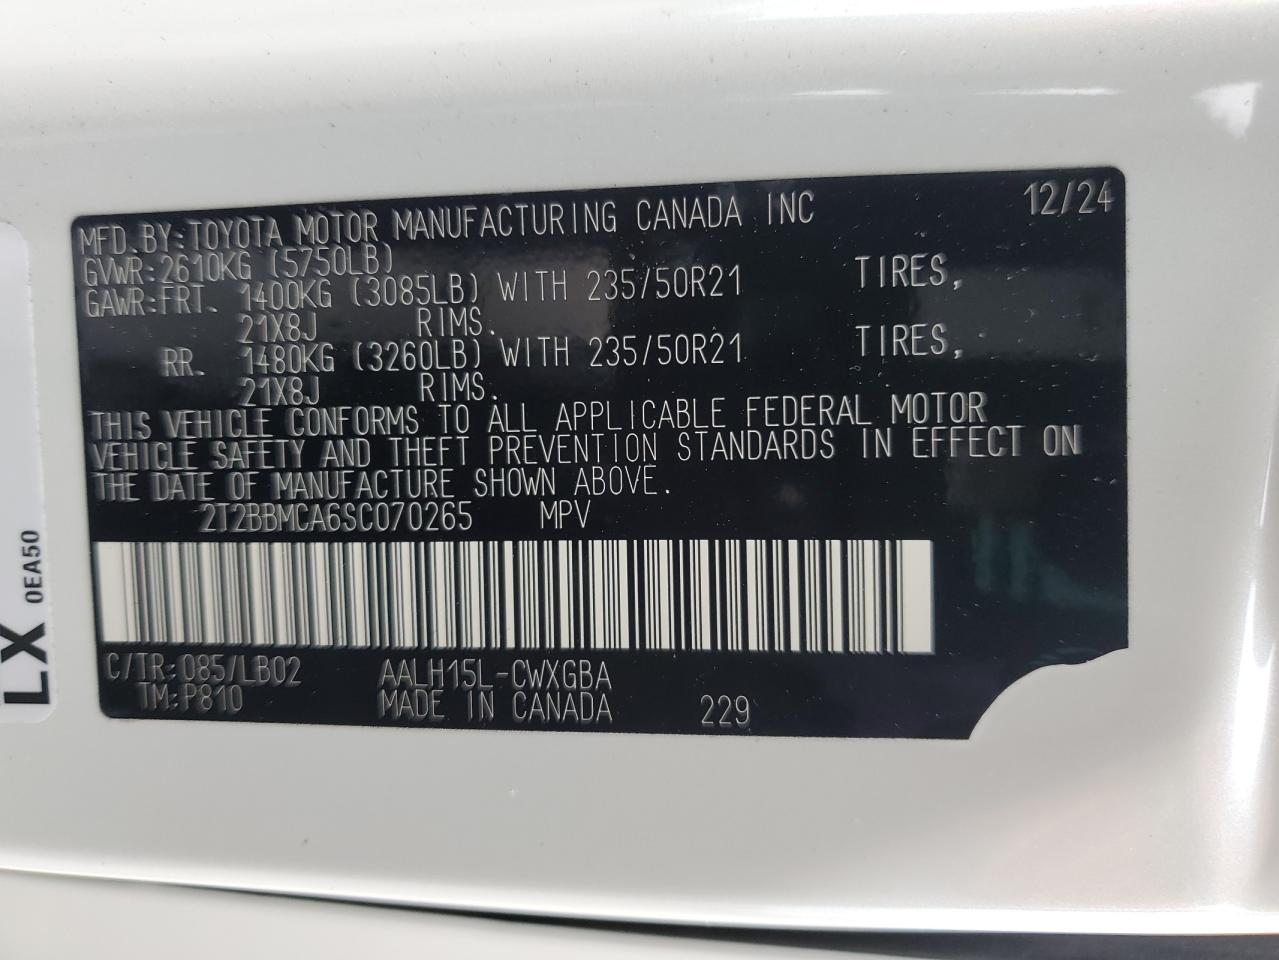 MFD. BY: TOYOTA MOTOR MANUFACTURING CANADA INC 12/24
GVWR: 2610KG (5750LB)
GAWR: FRT. 1400KG (3085LB) WITH 235/50R21 TIRES,
21X8J RIMS.
RR. 1480KG (3260LB) WITH 235/50R21 TIRES,
21X8J RIMS.
THIS VEHICLE CONFORMS TO ALL APPLICABLE FEDERAL MOTOR
VEHICLE SAFETY AND THEFT PREVENTION STANDARDS IN EFFECT ON
THE DATE OF MANUFACTURE SHOWN ABOVE.
2T2BBMCA6SC070265 MPV
C/TR: 085/LB02 AALH15L-CWXGBA
TM: P810 MADE IN CANADA 229
LX 0EA50